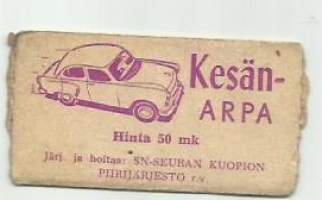 Kesän-
ARPA
Hinta 50 mk
Järj. ja hoitaa: SN-SEURAN KUOPION
PIIRIJÄRJESTÖ r.v.